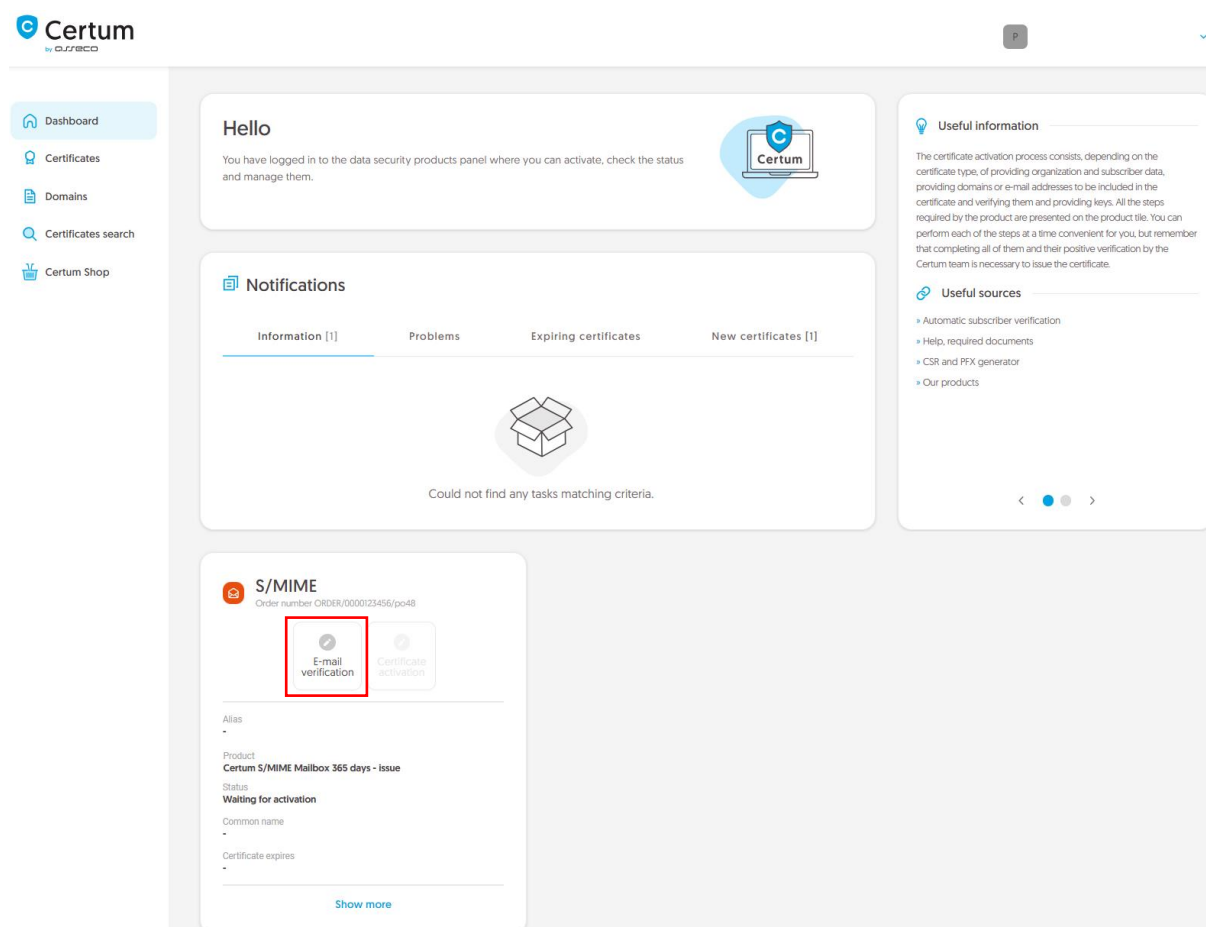 Certum
by asseco
P
Dashboard
Certificates
Domains
Certificates search
Certum Shop
Hello
You have logged in to the data security products panel where you can activate, check the status
and manage them.
Certum
Notifications
Information [1]
Problems
Expiring certificates
New certificates [1]
Could not find any tasks matching criteria.
Useful information
The certificate activation process consists, depending on the
certificate type, of providing organization and subscriber data,
providing domains or e-mail addresses to be included in the
certificate and verifying them and providing keys. All the steps
required by the product are presented on the product tile. You can
perform each of the steps at a time convenient for you, but remember
that completing all of them and their positive verification by the
Certum team is necessary to issue the certificate.
Useful sources
» Automatic subscriber verification
» Help, required documents
» CSR and PFX generator
» Our products
S/MIME
Order number ORDER/0000123456/po48
E-mail
verification
Certificate
activation
Alias
-
Product
Certum S/MIME Mailbox 365 days - issue
Status
Waiting for activation
Common name
-
Certificate expires
-
Show more